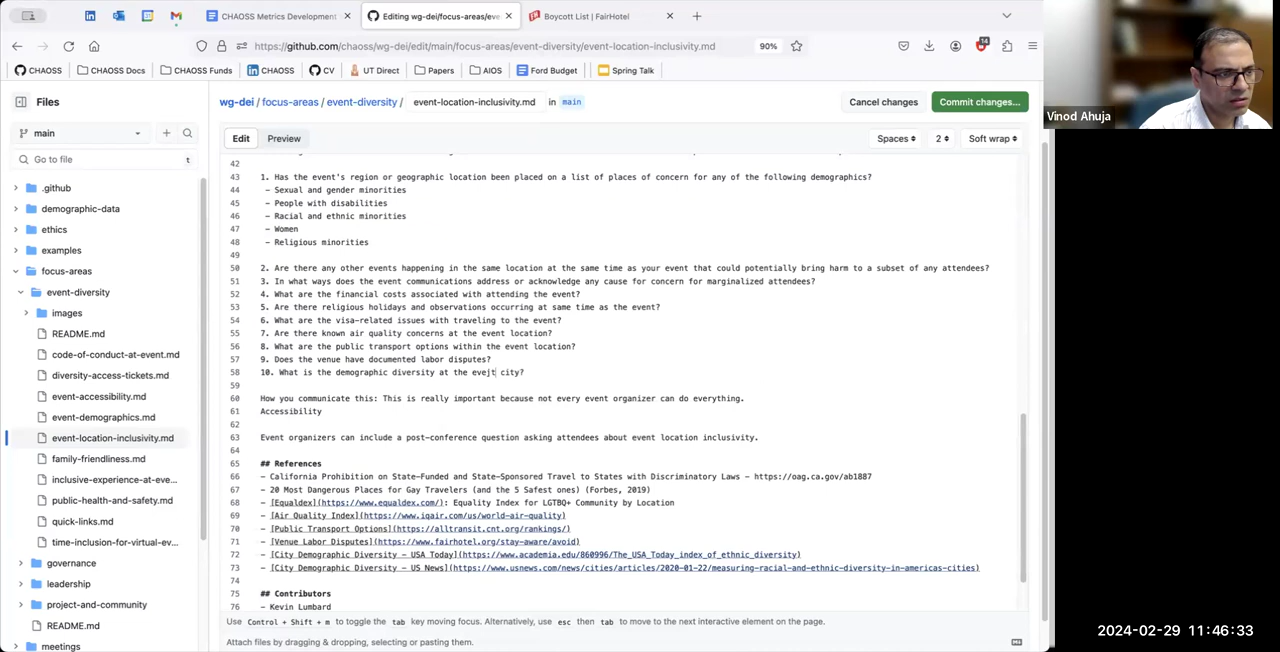 CHAOSS Metrics Development
Editing wg-dei/focus-areas/eve
Boycott List | FairHotel
https://github.com/chaoss/wg-dei/edit/main/focus-areas/event-diversity/event-location-inclusivity.md
90%
14
CHAOSS
CHAOSS Docs
CHAOSS Funds
CHAOSS
CV
UT Direct
Papers
AIOS
Ford Budget
Spring Talk
Vinod Ahuja
Files
wg-dei / focus-areas / event-diversity / event-location-inclusivity.md in main
Cancel changes
Commit changes...
main
Edit
Preview
Spaces
2
Soft wrap
Go to file
t
.github
demographic-data
ethics
examples
focus-areas
event-diversity
images
README.md
code-of-conduct-at-event.md
diversity-access-tickets.md
event-accessibility.md
event-demographics.md
event-location-inclusivity.md
family-friendliness.md
inclusive-experience-at-eve...
public-health-and-safety.md
quick-links.md
time-inclusion-for-virtual-ev...
governance
leadership
project-and-community
README.md
meetings
42
43 1. Has the event's region or geographic location been placed on a list of places of concern for any of the following demographics?
44 - Sexual and gender minorities
45 - People with disabilities
46 - Racial and ethnic minorities
47 - Women
48 - Religious minorities
49
50 2. Are there any other events happening in the same location at the same time as your event that could potentially bring harm to a subset of any attendees?
51 3. In what ways does the event communications address or acknowledge any cause for concern for marginalized attendees?
52 4. What are the financial costs associated with attending the event?
53 5. Are there religious holidays and observations occurring at same time as the event?
54 6. What are the visa-related issues with traveling to the event?
55 7. Are there known air quality concerns at the event location?
56 8. What are the public transport options within the event location?
57 9. Does the venue have documented labor disputes?
58 10. What is the demographic diversity at the evejt city?
59
60 How you communicate this: This is really important because not every event organizer can do everything.
61 Accessibility
62
63 Event organizers can include a post-conference question asking attendees about event location inclusivity.
64
65 ## References
66 - California Prohibition on State-Funded and State-Sponsored Travel to States with Discriminatory Laws - https://oag.ca.gov/ab1887
67 - 20 Most Dangerous Places for Gay Travelers (and the 5 Safest ones) (Forbes, 2019)
68 - [Equaldex](https://www.equaldex.com/): Equality Index for LGTBQ+ Community by Location
69 - [Air Quality Index](https://www.iqair.com/us/world-air-quality)
70 - [Public Transport Options](https://alltransit.cnt.org/rankings/)
71 - [Venue Labor Disputes](https://www.fairhotel.org/stay-aware/avoid)
72 - [City Demographic Diversity - USA Today](https://www.academia.edu/860996/The_USA_Today_index_of_ethnic_diversity)
73 - [City Demographic Diversity - US News](https://www.usnews.com/news/cities/articles/2020-01-22/measuring-racial-and-ethnic-diversity-in-americas-cities)
74
75 ## Contributors
76 - Kevin Lumbard
Use Control + Shift + m to toggle the tab key moving focus. Alternatively, use esc then tab to move to the next interactive element on the page.
Attach files by dragging & dropping, selecting or pasting them.
2024-02-29 11:46:33